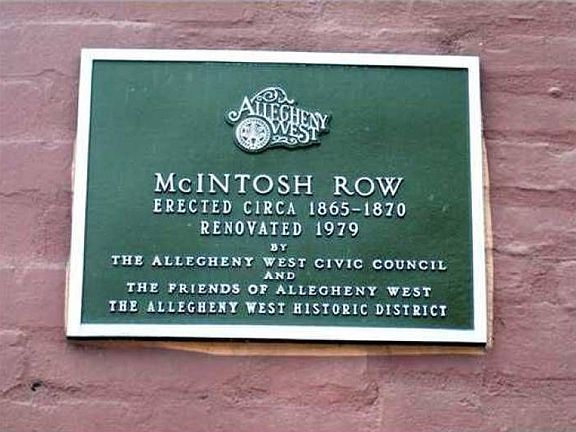 ALLEGHENY
WEST
McINTOSH ROW
ERECTED CIRCA 1865-1870
RENOVATED 1979
BY
THE ALLEGHENY WEST CIVIC COUNCIL
AND
THE FRIENDS OF ALLEGHENY WEST
THE ALLEGHENY WEST HISTORIC DISTRICT